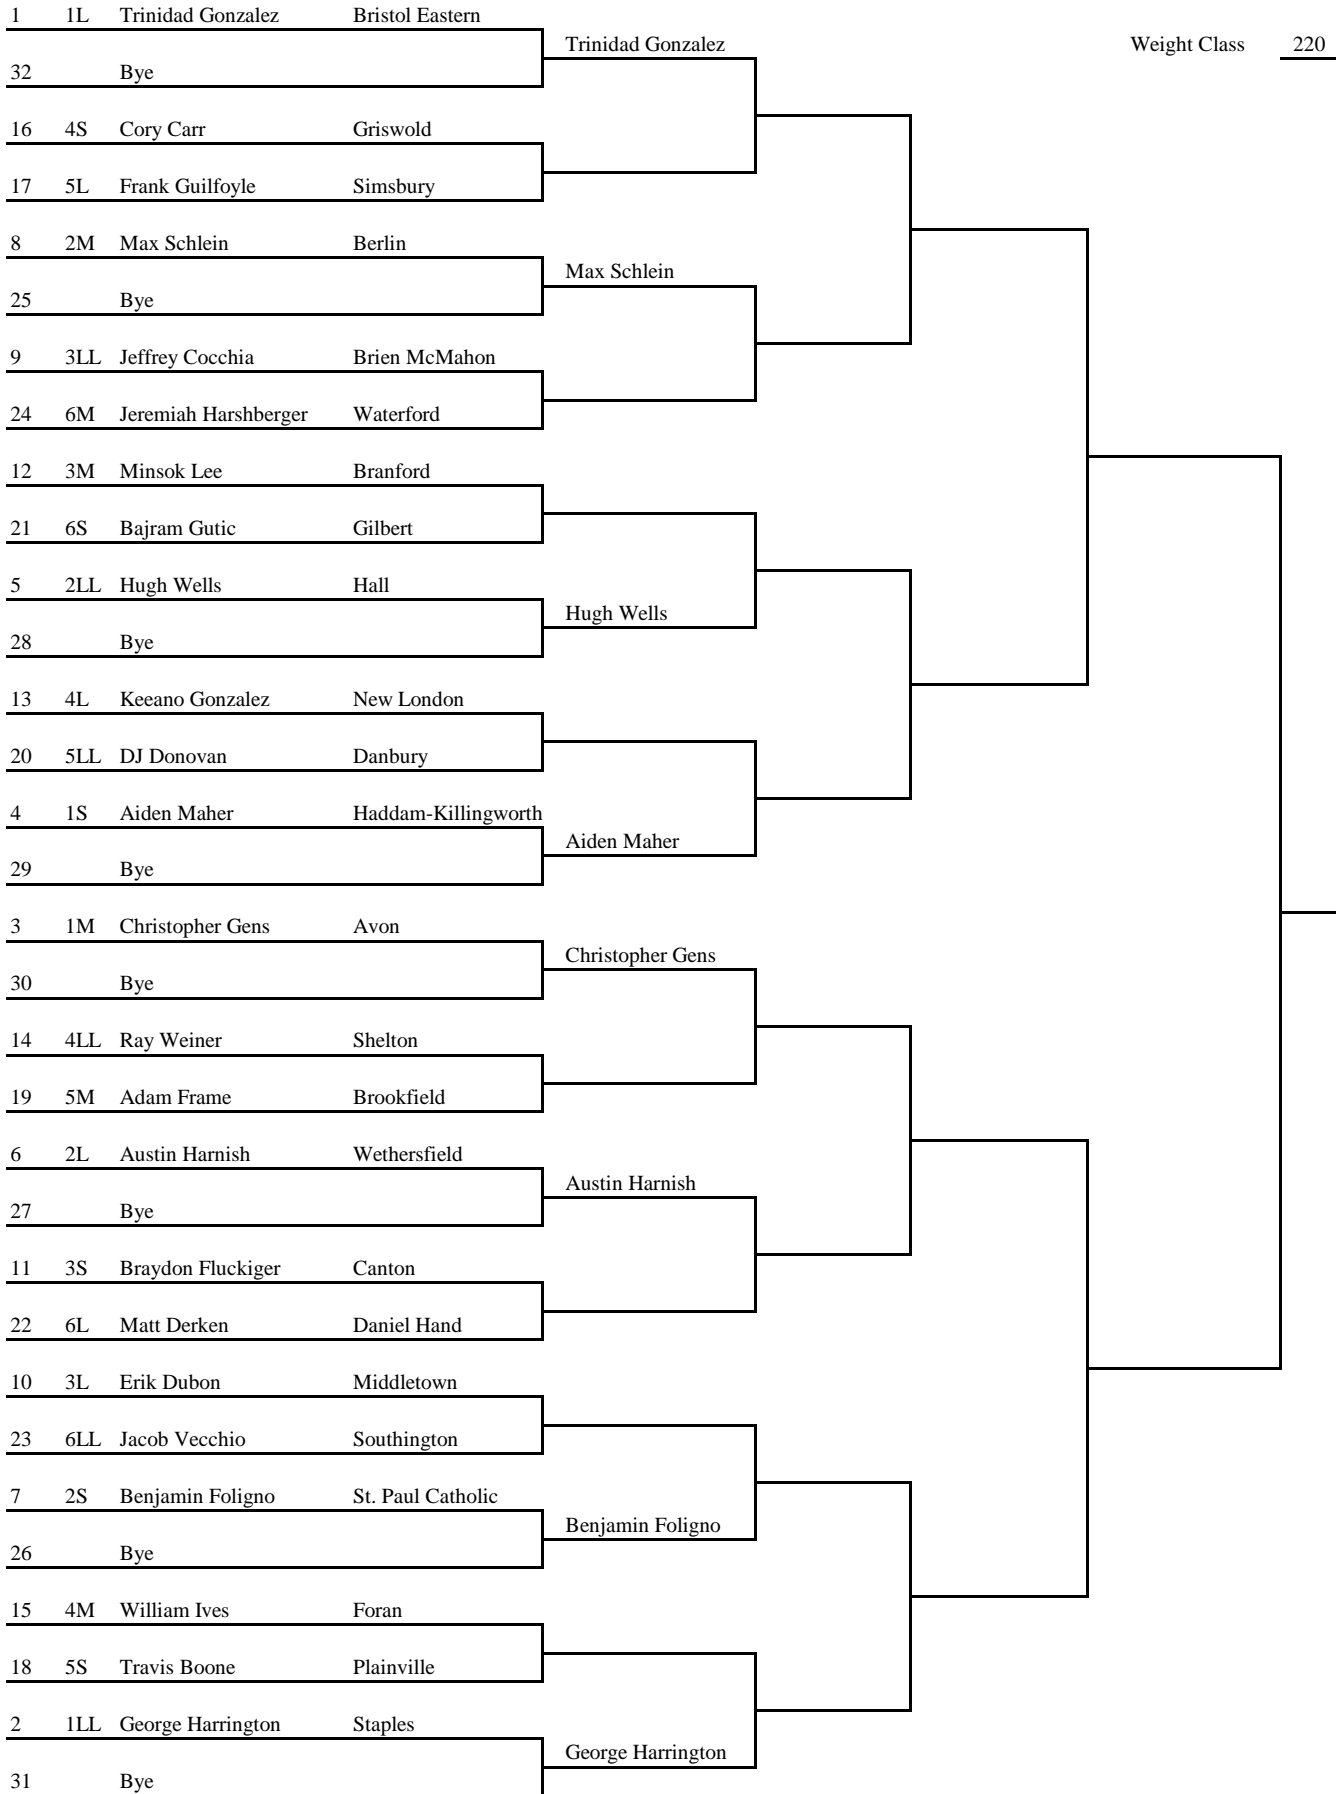 1 1L Trinidad Gonzalez Bristol Eastern
Trinidad Gonzalez
Weight Class 220
32 Bye
16 4S Cory Carr Griswold
17 5L Frank Guilfoyle Simsbury
8 2M Max Schlein Berlin
Max Schlein
25 Bye
9 3LL Jeffrey Cocchia Brien McMahon
24 6M Jeremiah Harshberger Waterford
12 3M Minsok Lee Branford
21 6S Bajram Gutic Gilbert
5 2LL Hugh Wells Hall
Hugh Wells
28 Bye
13 4L Keeano Gonzalez New London
20 5LL DJ Donovan Danbury
4 1S Aiden Maher Haddam-Killingworth
Aiden Maher
29 Bye
3 1M Christopher Gens Avon
Christopher Gens
30 Bye
14 4LL Ray Weiner Shelton
19 5M Adam Frame Brookfield
6 2L Austin Harnish Wethersfield
Austin Harnish
27 Bye
11 3S Braydon Fluckiger Canton
22 6L Matt Derken Daniel Hand
10 3L Erik Dubon Middletown
23 6LL Jacob Vecchio Southington
7 2S Benjamin Foligno St. Paul Catholic
Benjamin Foligno
26 Bye
15 4M William Ives Foran
18 5S Travis Boone Plainville
2 1LL George Harrington Staples
George Harrington
31 Bye